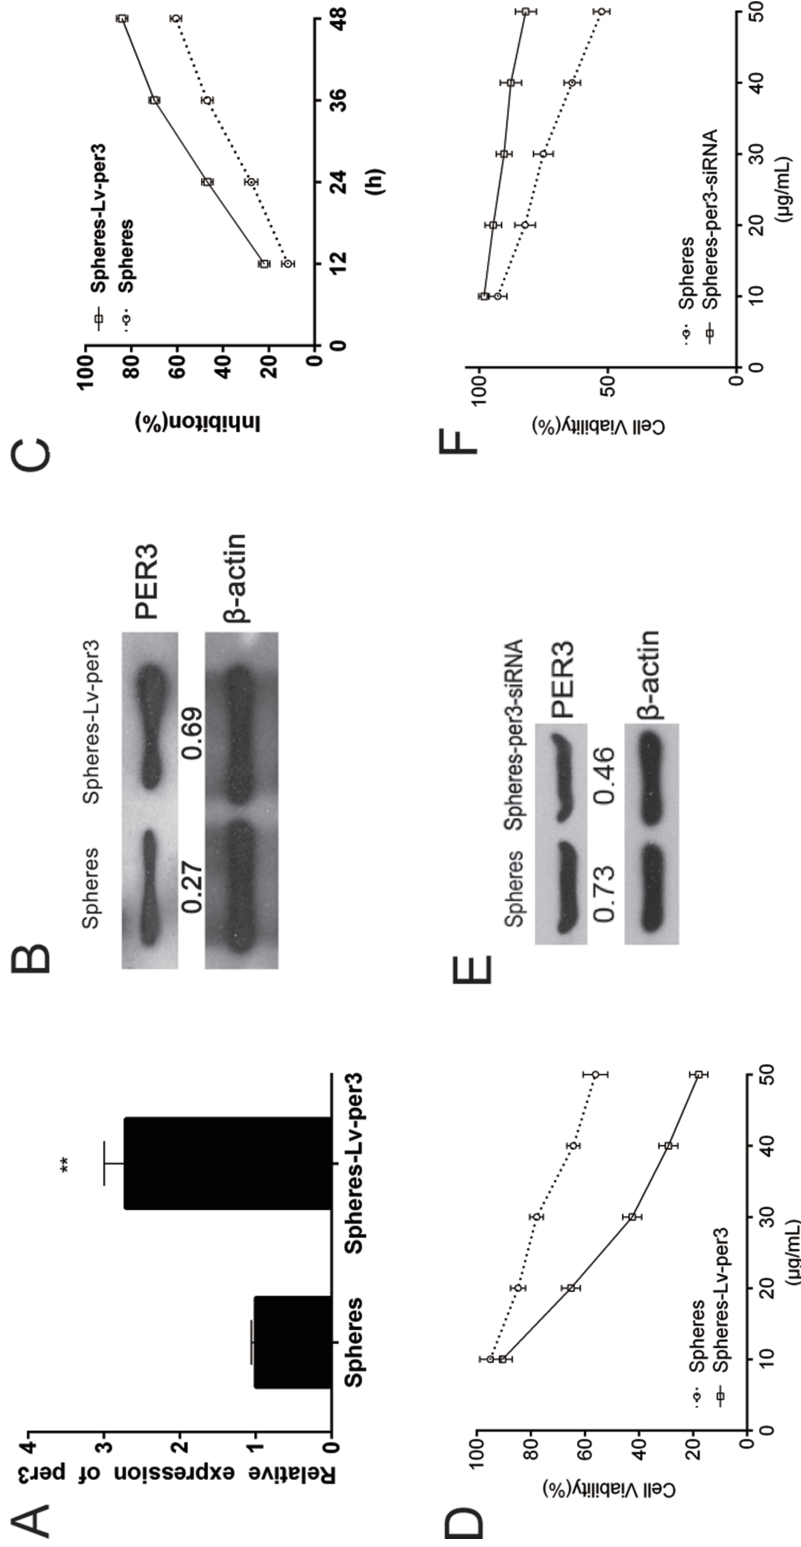 A
Relative expression of per3
4
3
2
1
0
**
Spheres
Spheres-Lv-per3
B
Spheres Spheres-Lv-per3
PER3
0.27 0.69
β-actin
C
Inhibiton(%)
100
80
60
40
20
0
Spheres-Lv-per3
Spheres
0 12 24 36 48
(h)
D
Cell Viability(%)
100
80
60
40
20
0
Spheres
Spheres-Lv-per3
0 10 20 30 40 50
(μg/mL)
E
Spheres Spheres-per3-siRNA
PER3
0.73 0.46
β-actin
F
Cell Viability(%)
100
50
0
Spheres
Spheres-per3-siRNA
0 10 20 30 40 50
(μg/mL)